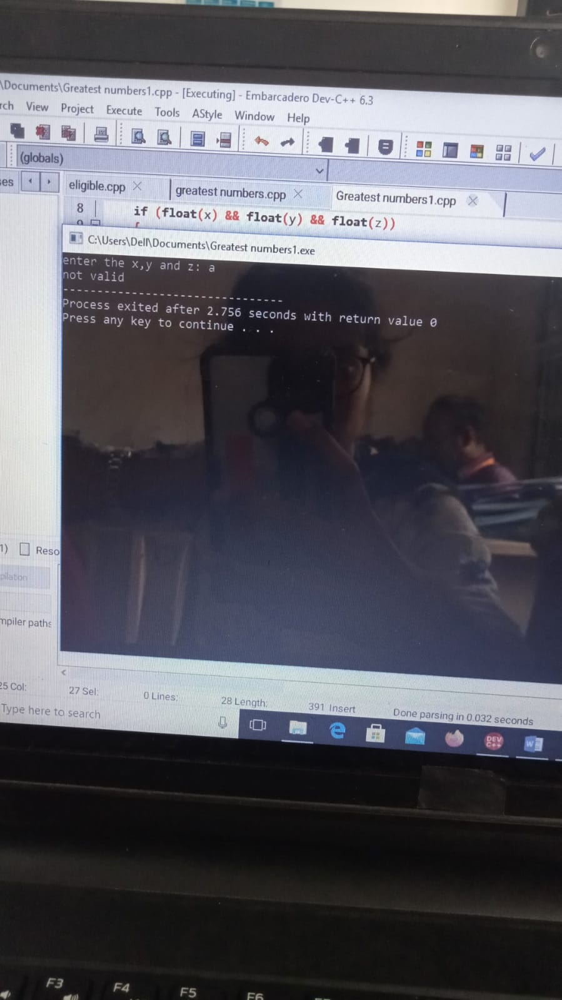 \Documents\Greatest numbers1.cpp - [Executing] - Embarcadero Dev-C++ 6.3
rch View Project Execute Tools AStyle Window Help
(globals)
es eligible.cpp greatest numbers.cpp Greatest numbers1.cpp
8 if (float(x) && float(y) && float(z))
C:\Users\Dell\Documents\Greatest numbers1.exe
enter the x,y and z: a
not valid
--------------------------------
Process exited after 2.756 seconds with return value 0
Press any key to continue . . .
1) Reso
pilation
mpiler paths
25 Col: 27 Sel: 0 Lines: 28 Length: 391 Insert Done parsing in 0.032 seconds
Type here to search
DEV
C++
W
F3 F4 F5 F6